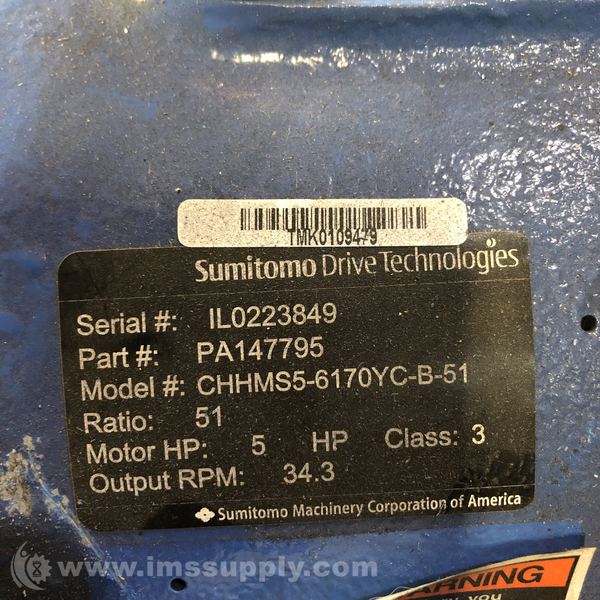 TMK0109479
Sumitomo Drive Technologies
Serial #: IL0223849
Part #: PA147795
Model #: CHHMS5-6170YC-B-51
Ratio: 51
Motor HP: 5 HP Class: 3
Output RPM: 34.3
Sumitomo Machinery Corporation of America
www.imssupply.com
WARNING
you